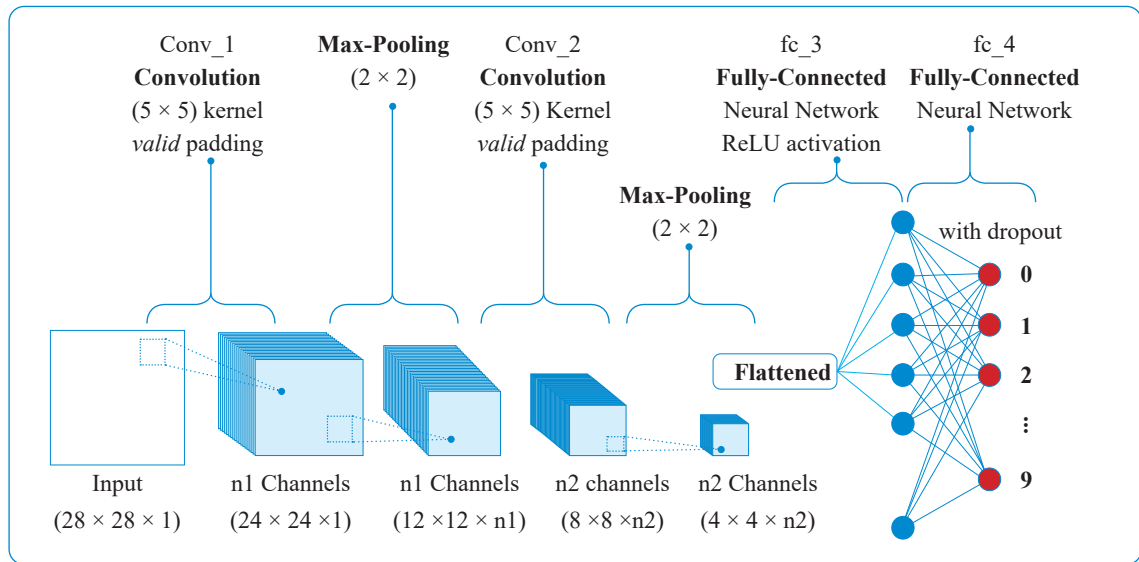 Conv_1
Convolution
(5 × 5) kernel
valid padding
Max-Pooling
(2 × 2)
Conv_2
Convolution
(5 × 5) Kernel
valid padding
Max-Pooling
(2 × 2)
fc_3
Fully-Connected
Neural Network
ReLU activation
fc_4
Fully-Connected
Neural Network
with dropout
0
1
2
⋮
9
Flattened
Input
(28 × 28 × 1)
n1 Channels
(24 × 24 ×1)
n1 Channels
(12 ×12 × n1)
n2 channels
(8 ×8 ×n2)
n2 Channels
(4 × 4 × n2)